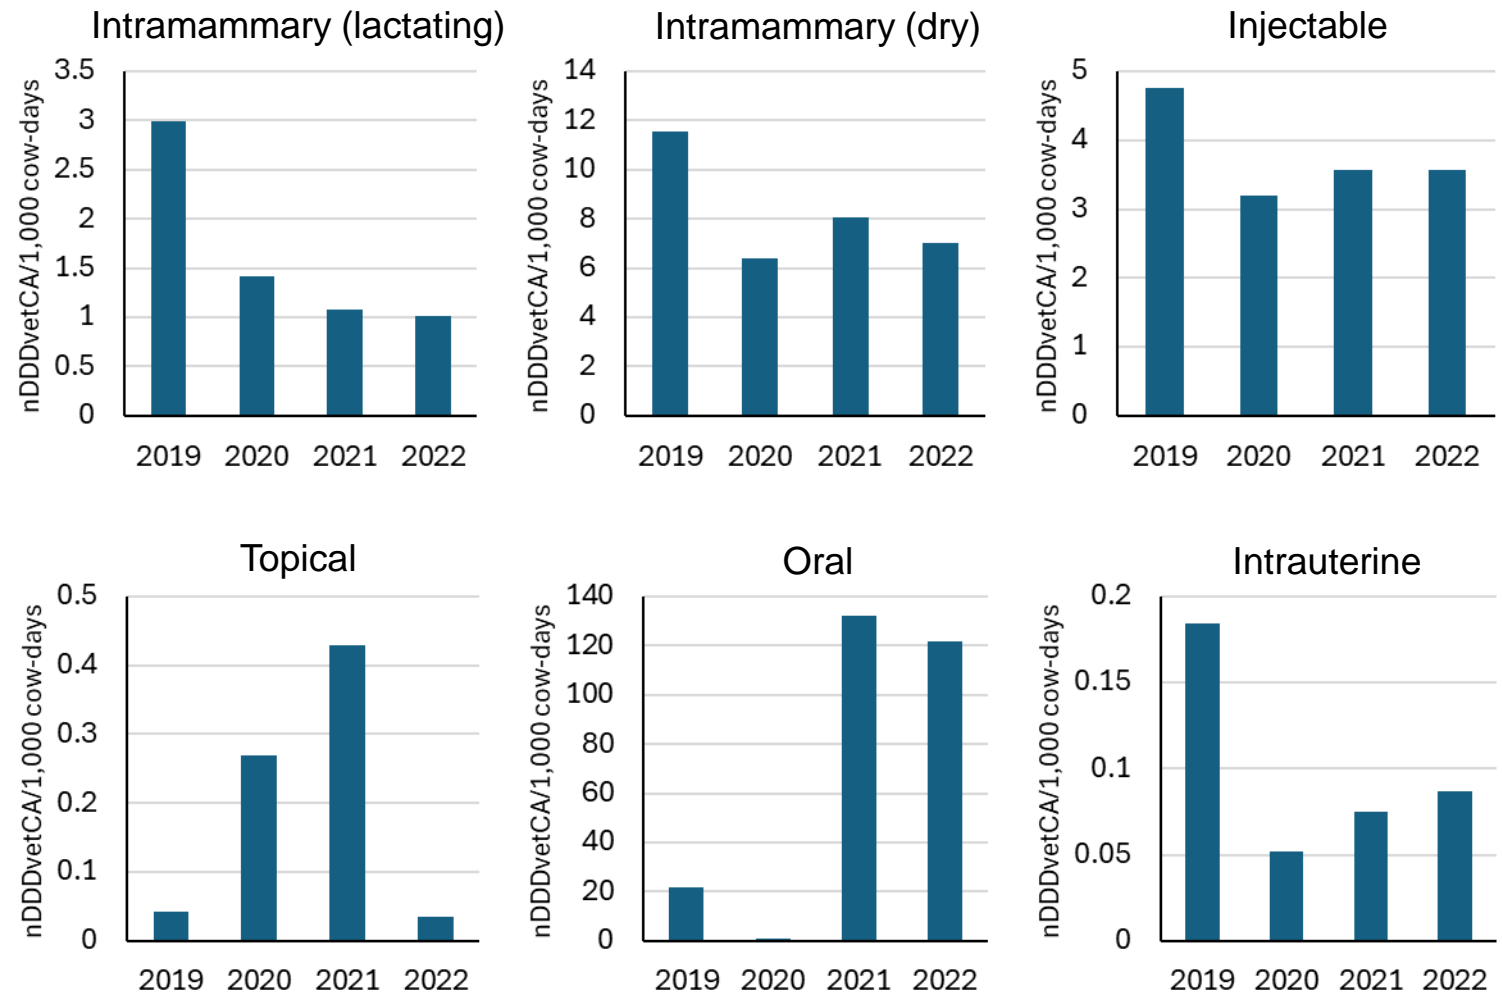 Intramammary (lactating)
nDDDvetCA/1,000 cow-days
3.5
3
2.5
2
1.5
1
0.5
0
2019 2020 2021 2022
Intramammary (dry)
nDDDvetCA/1,000 cow-days
14
12
10
8
6
4
2
0
2019 2020 2021 2022
Injectable
nDDDvetCA/1,000 cow-days
5
4
3
2
1
0
2019 2020 2021 2022
Topical
nDDDvetCA/1,000 cow-days
0.5
0.4
0.3
0.2
0.1
0
2019 2020 2021 2022
Oral
nDDDvetCA/1,000 cow-days
140
120
100
80
60
40
20
0
2019 2020 2021 2022
Intrauterine
nDDDvetCA/1,000 cow-days
0.2
0.15
0.1
0.05
0
2019 2020 2021 2022